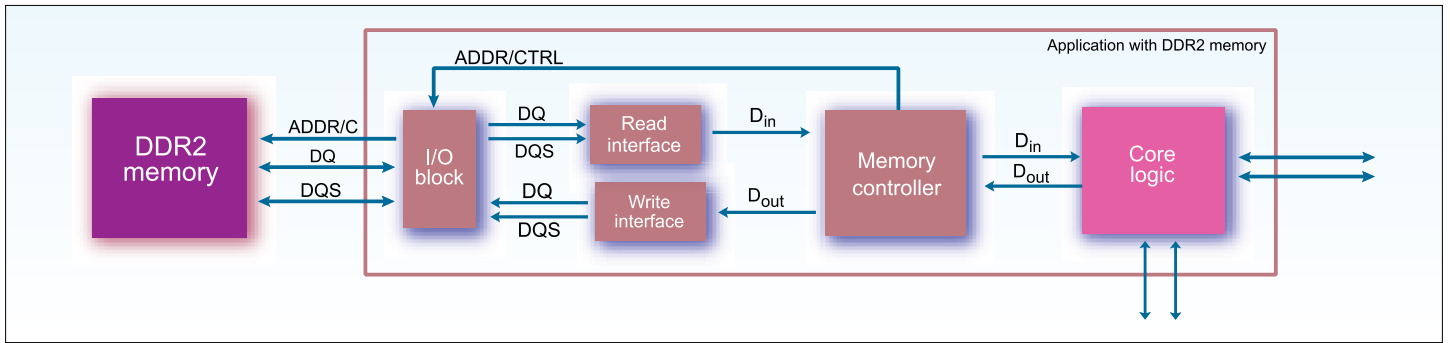 Application with DDR2 memory
ADDR/CTRL
DDR2
memory
ADDR/C
DQ
DQS
I/O
block
DQ
DQS
Read
interface
Din
DQ
DQS
Write
interface
Dout
Memory
controller
Din
Dout
Core
logic